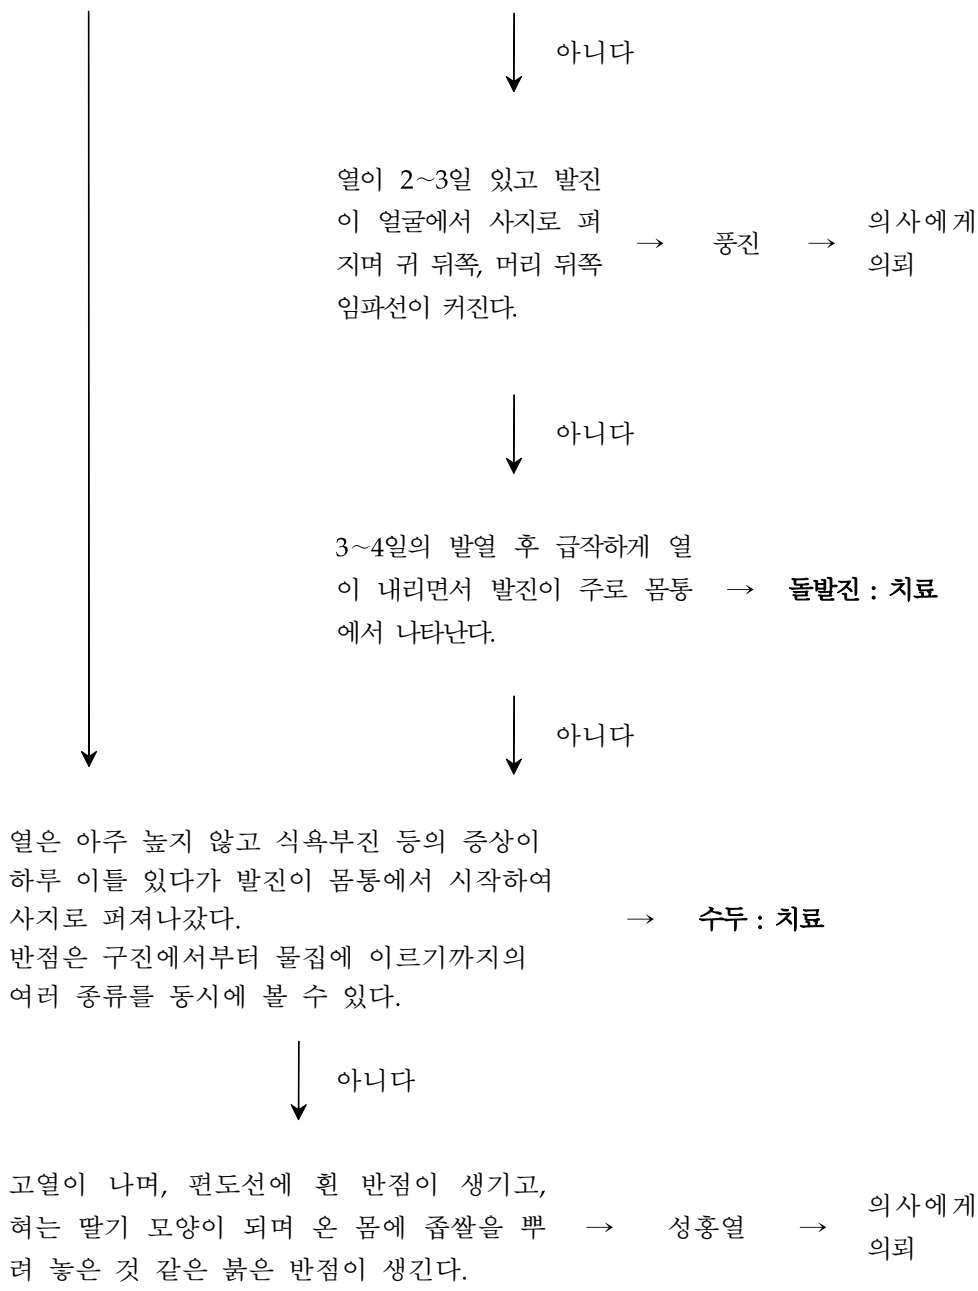 아니다
열이 2~3일 있고 발진
이 얼굴에서 사지로 퍼
지며 귀 뒤쪽, 머리 뒤쪽
임파선이 커진다.
→ 풍진 →
의사에게
의뢰
아니다
3~4일의 발열 후 급작하게 열
이 내리면서 발진이 주로 몸통
에서 나타난다.
→ 돌발진 : 치료
아니다
열은 아주 높지 않고 식욕부진 등의 증상이
하루 이틀 있다가 발진이 몸통에서 시작하여
사지로 퍼져나갔다.
반점은 구진에서부터 물집에 이르기까지의
여러 종류를 동시에 볼 수 있다.
→ 수두 : 치료
아니다
고열이 나며, 편도선에 흰 반점이 생기고,
혀는 딸기 모양이 되며 온 몸에 좁쌀을 뿌
려 놓은 것 같은 붉은 반점이 생긴다.
→ 성홍열 →
의사에게
의뢰